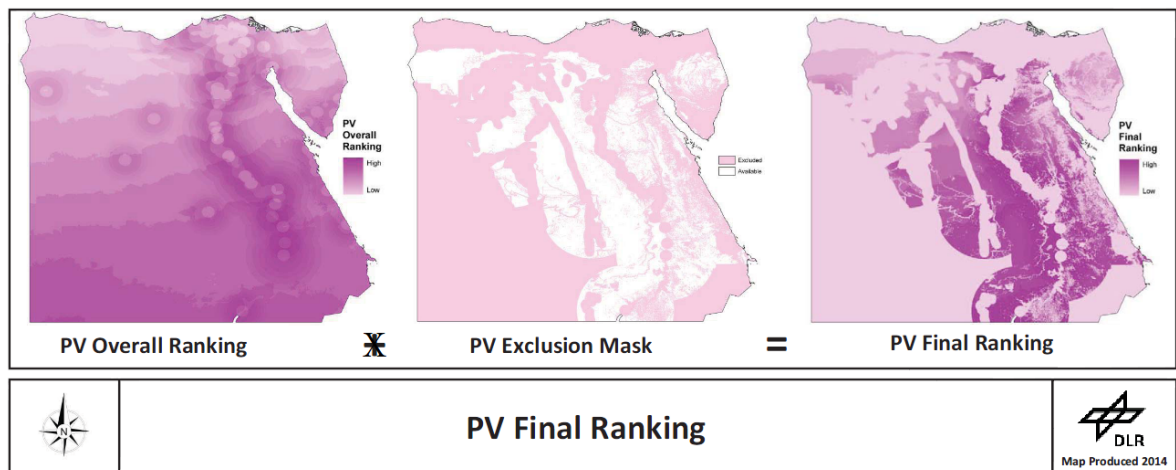 PV
Overall
Ranking
High
Low
Excluded
Available
PV
Final
Ranking
High
Low
PV Overall Ranking
X
PV Exclusion Mask
=
PV Final Ranking
N
PV Final Ranking
DLR
Map Produced 2014